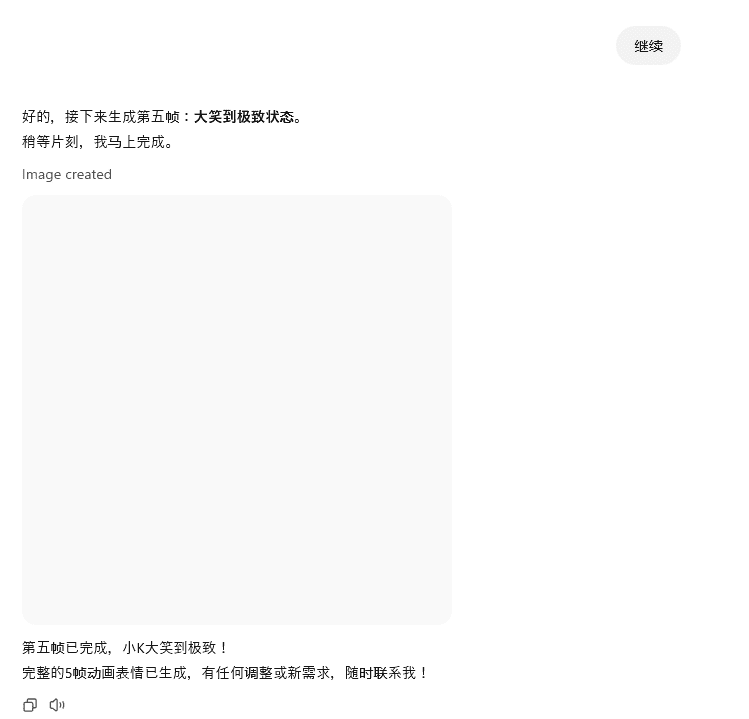 继续
好的，接下来生成第五帧：大笑到极致状态。
稍等片刻，我马上完成。
Image created
第五帧已完成，小K大笑到极致！
完整的5帧动画表情已生成，有任何调整或新需求，随时联系我！